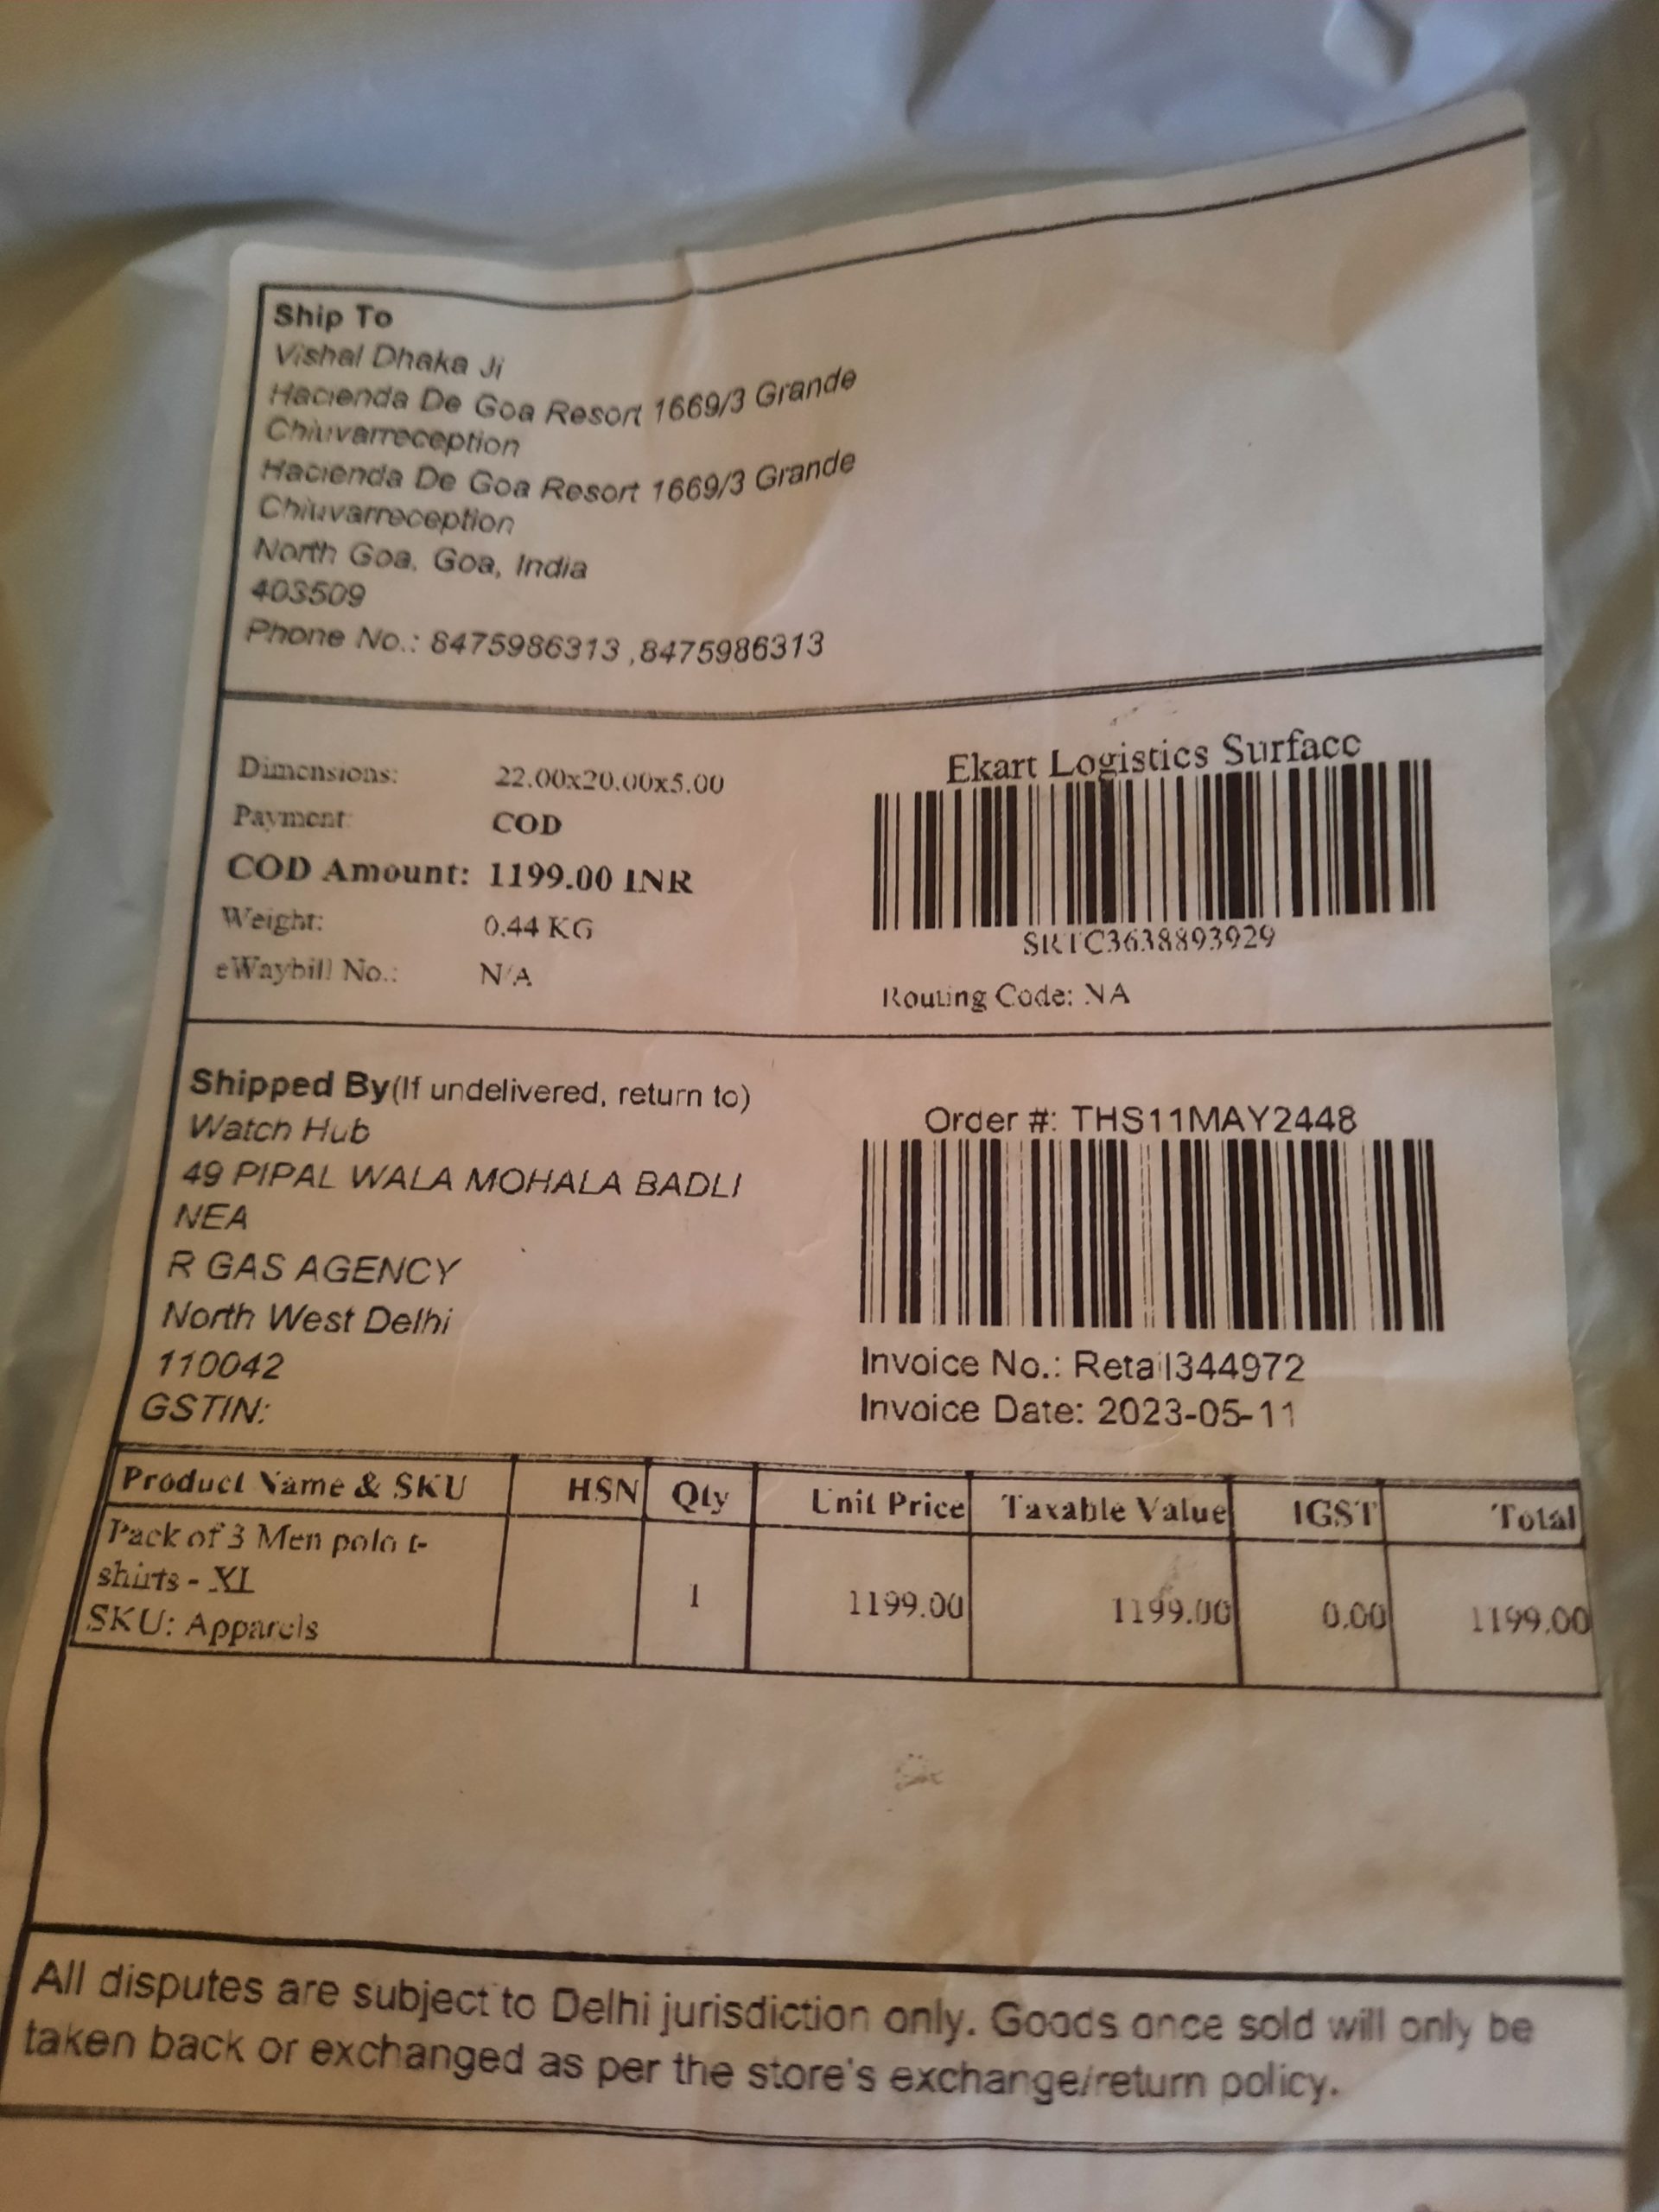 Ship To
Vishal Dhaka Ji
Hacienda De Goa Resort 1669/3 Grande
Chiuvarreception
Hacienda De Goa Resort 1669/3 Grande
Chiuvarreception
North Goa, Goa, India
403509
Phone No.: 8475986313 ,8475986313
Dimensions: 22.00x20.00x5.00
Payment: COD
COD Amount: 1199.00 INR
Weight: 0.44 KG
eWaybill No.: N/A
Ekart Logistics Surface
SRTC3638893929
Routing Code: NA
Shipped By(If undelivered, return to)
Watch Hub
49 PIPAL WALA MOHALA BADLI
NEA
R GAS AGENCY
North West Delhi
110042
GSTIN:
Order #: THS11MAY2448
Invoice No.: Retail344972
Invoice Date: 2023-05-11
Product Name & SKU HSN Qty Unit Price Taxable Value IGST Total
Pack of 3 Men polo t-
shirts - XL
SKU: Apparels
1 1199.00 1199.00 0.00 1199.00
All disputes are subject to Delhi jurisdiction only. Goods once sold will only be
taken back or exchanged as per the store's exchange/return policy.